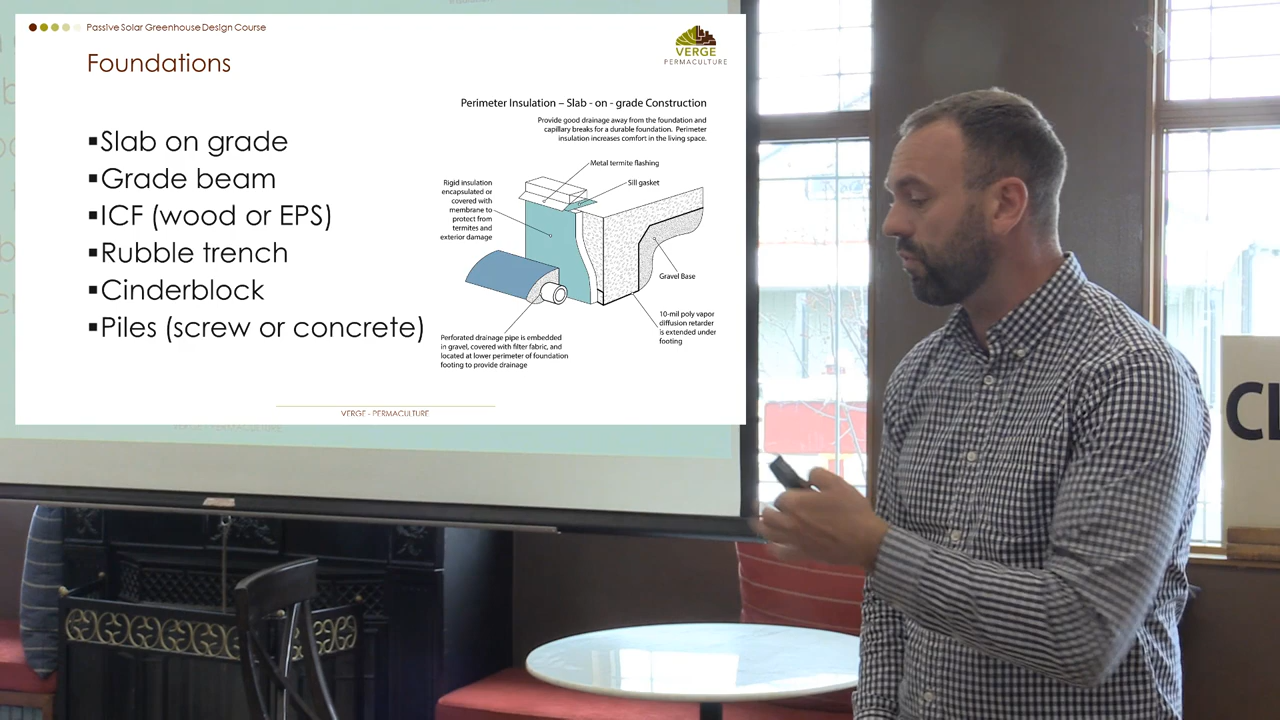 Passive Solar Greenhouse Design Course
VERGE
PERMACULTURE
Foundations
▪Slab on grade
▪Grade beam
▪ICF (wood or EPS)
▪Rubble trench
▪Cinderblock
▪Piles (screw or concrete)
Perimeter Insulation – Slab - on - grade Construction
Provide good drainage away from the foundation and
capillary breaks for a durable foundation. Perimeter
insulation increases comfort in the living space.
Metal termite flashing
Sill gasket
Rigid insulation
encapsulated or
covered with
membrane to
protect from
termites and
exterior damage
Gravel Base
10-mil poly vapor
diffusion retarder
is extended under
footing
Perforated drainage pipe is embedded
in gravel, covered with filter fabric, and
located at lower perimeter of foundation
footing to provide drainage
VERGE - PERMACULTURE